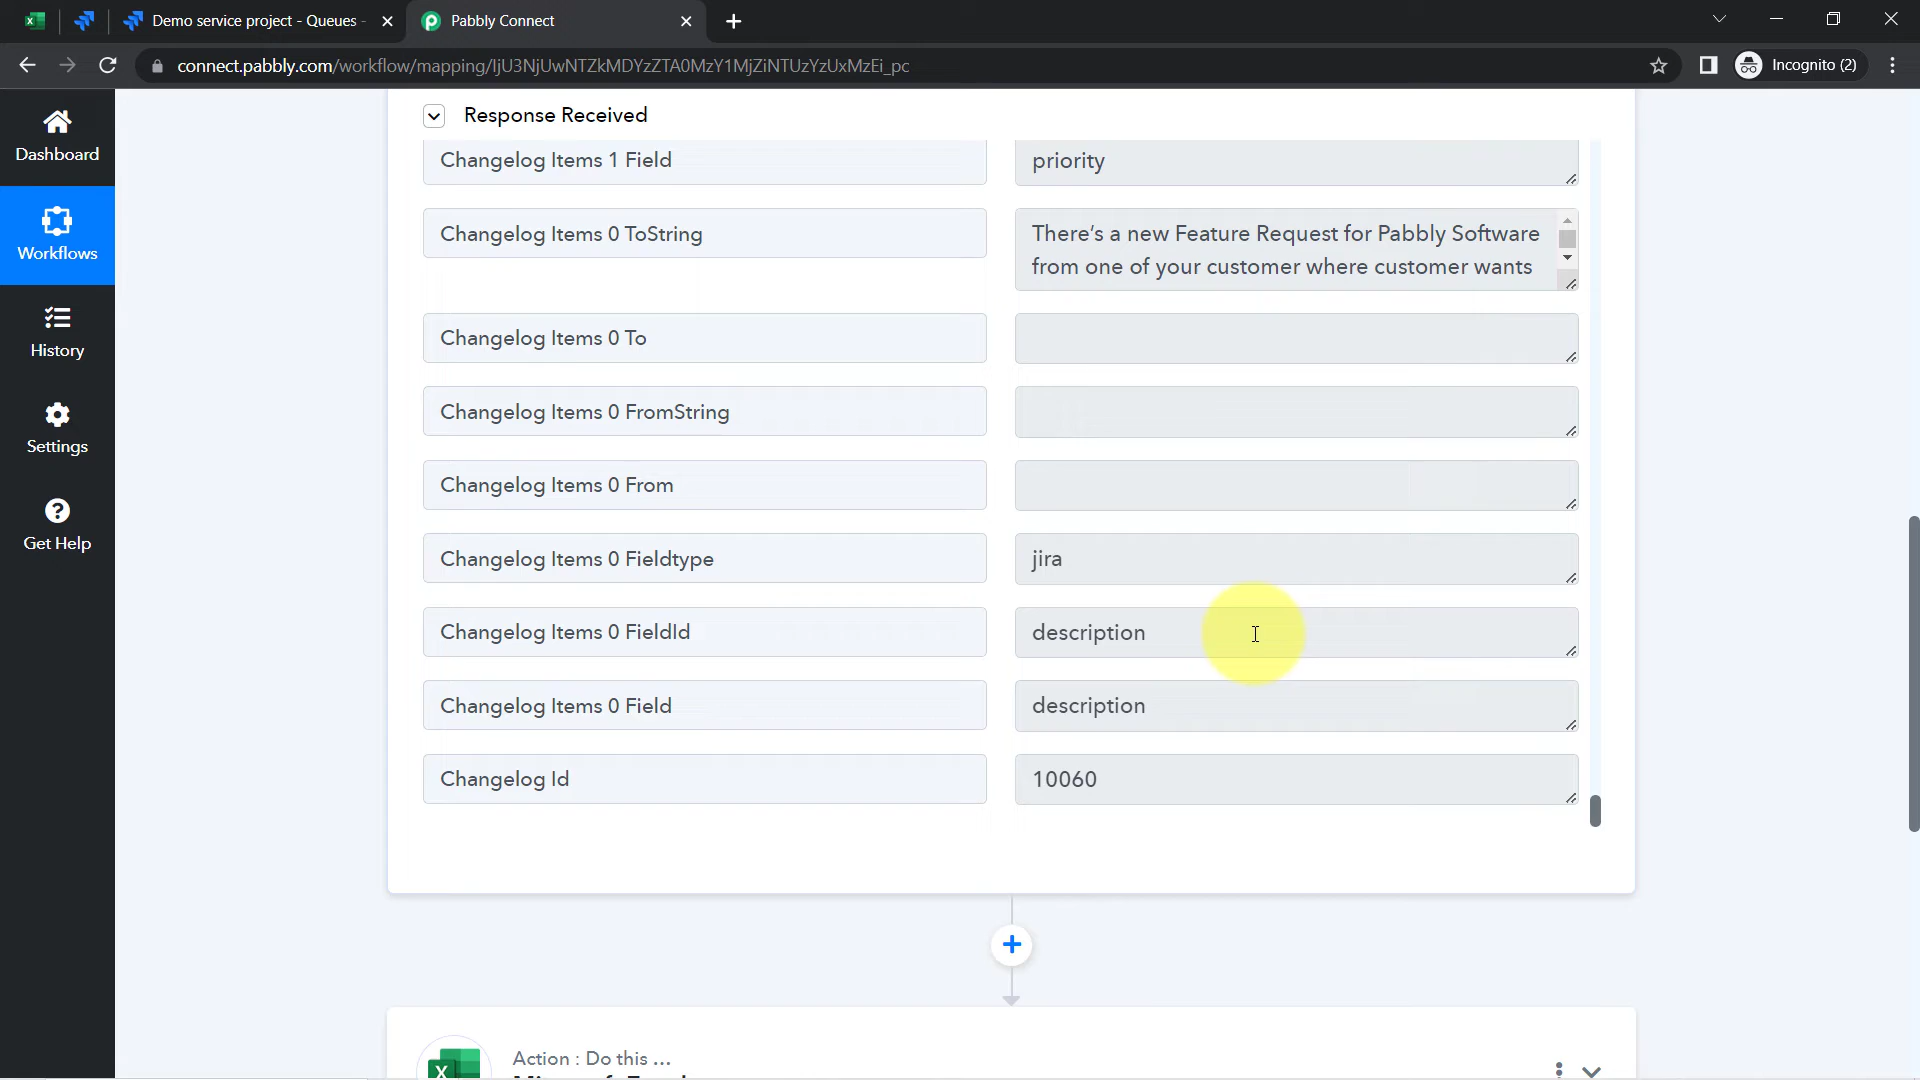 Demo service project - Queues -
Pabbly Connect
connect.pabbly.com/workflow/mapping/IjU3NjUwNTZkMDYzZTA0MzY1MjZiNTUzYzUxMzEi_pc
Incognito (2)
Dashboard
Workflows
History
Settings
Get Help
Response Received
Changelog Items 1 Field
priority
Changelog Items 0 ToString
There's a new Feature Request for Pabbly Software
from one of your customer where customer wants
Changelog Items 0 To
Changelog Items 0 FromString
Changelog Items 0 From
Changelog Items 0 Fieldtype
jira
Changelog Items 0 FieldId
description
Changelog Items 0 Field
description
Changelog Id
10060
Action : Do this ...